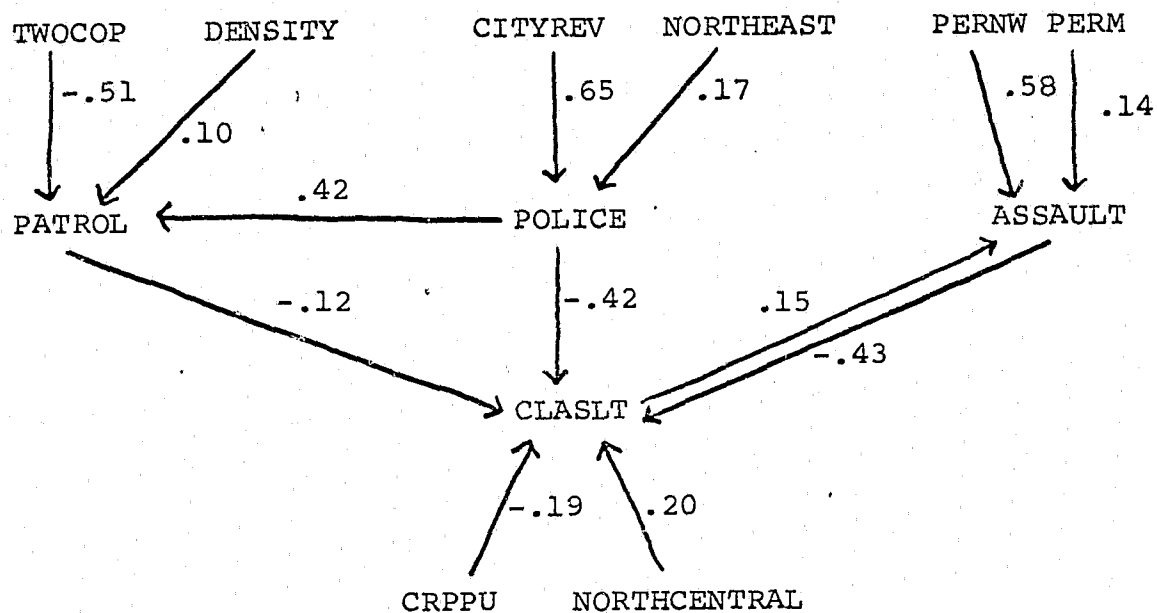 TWOCOP DENSITY CITYREV NORTHEAST PERNW PERM
-.51 .10 .65 .17 .58 .14
.42
PATROL POLICE ASSAULT
-.12 -.42 .15 -.43
CLASLT
-.19 .20
CRPPU NORTHCENTRAL